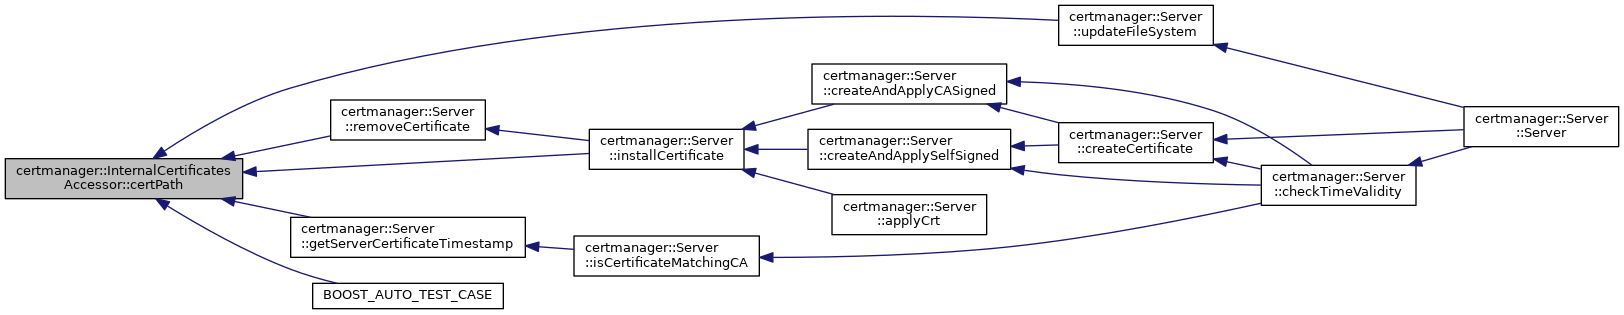 certmanager::InternalCertificates
Accessor::certPath
certmanager::Server
::updateFileSystem
certmanager::Server
::removeCertificate
certmanager::Server
::installCertificate
certmanager::Server
::createAndApplyCASigned
certmanager::Server
::createAndApplySelfSigned
certmanager::Server
::applyCrt
certmanager::Server
::createCertificate
certmanager::Server
::checkTimeValidity
certmanager::Server
::Server
certmanager::Server
::getServerCertificateTimestamp
certmanager::Server
::isCertificateMatchingCA
BOOST_AUTO_TEST_CASE